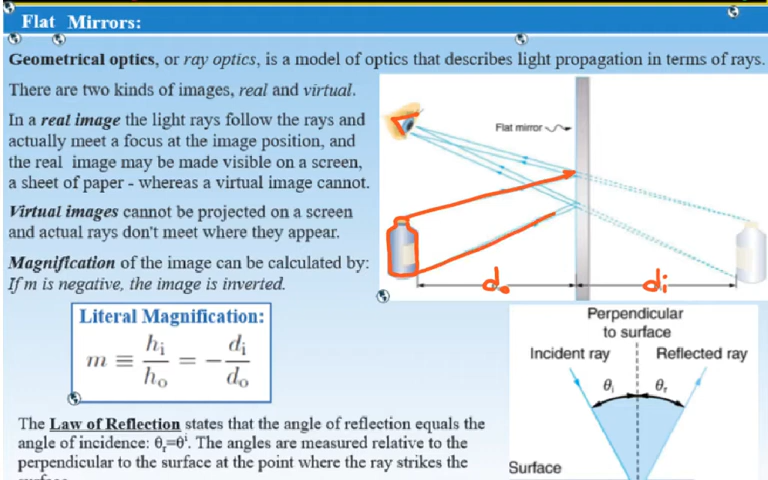 Flat Mirrors:
Geometrical optics, or ray optics, is a model of optics that describes light propagation in terms of rays.
There are two kinds of images, real and virtual.
In a real image the light rays follow the rays and
actually meet a focus at the image position, and
the real image may be made visible on a screen,
a sheet of paper - whereas a virtual image cannot.
Virtual images cannot be projected on a screen
and actual rays don't meet where they appear.
Magnification of the image can be calculated by:
If m is negative, the image is inverted.
Flat mirror
do
di
Literal Magnification:
m ≡ hi/ho = −di/do
Perpendicular
to surface
Incident ray
Reflected ray
θi
θr
Surface
The Law of Reflection states that the angle of reflection equals the
angle of incidence: θr=θi. The angles are measured relative to the
perpendicular to the surface at the point where the ray strikes the